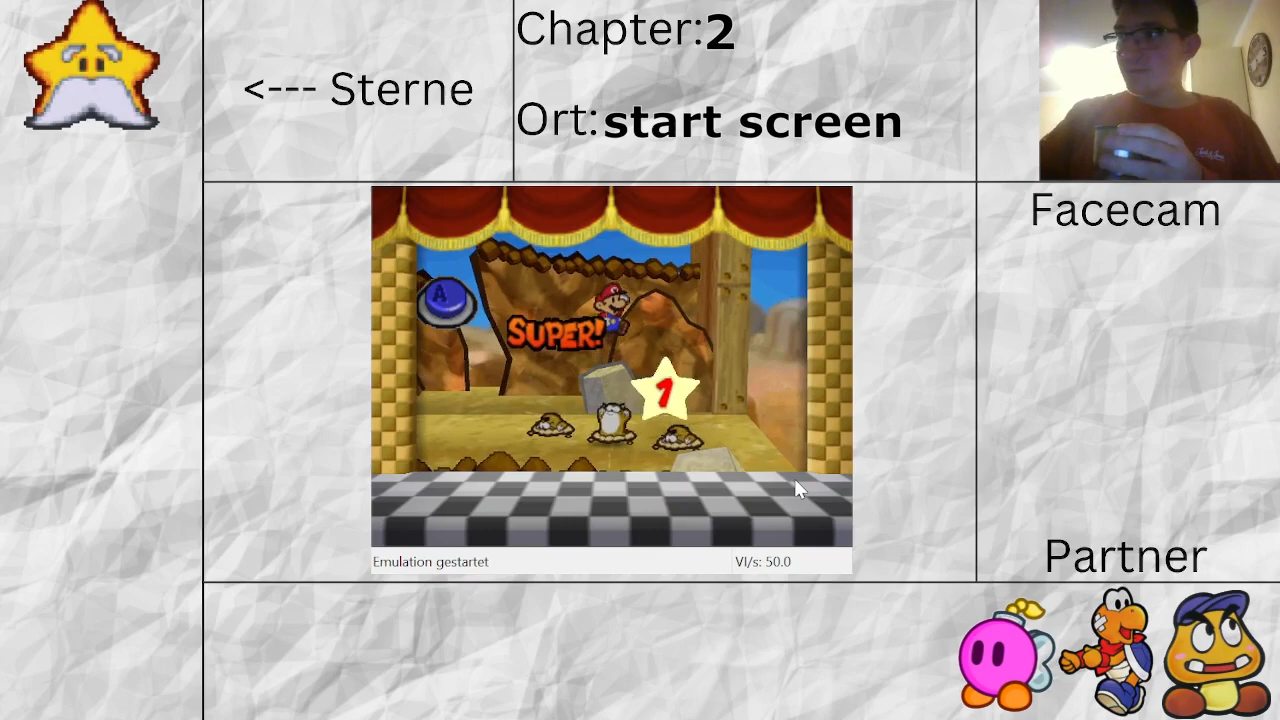 Chapter:2
<--- Sterne
Ort:start screen
Facecam
A
SUPER!
1
Emulation gestartet
VI/s: 50.0
Partner